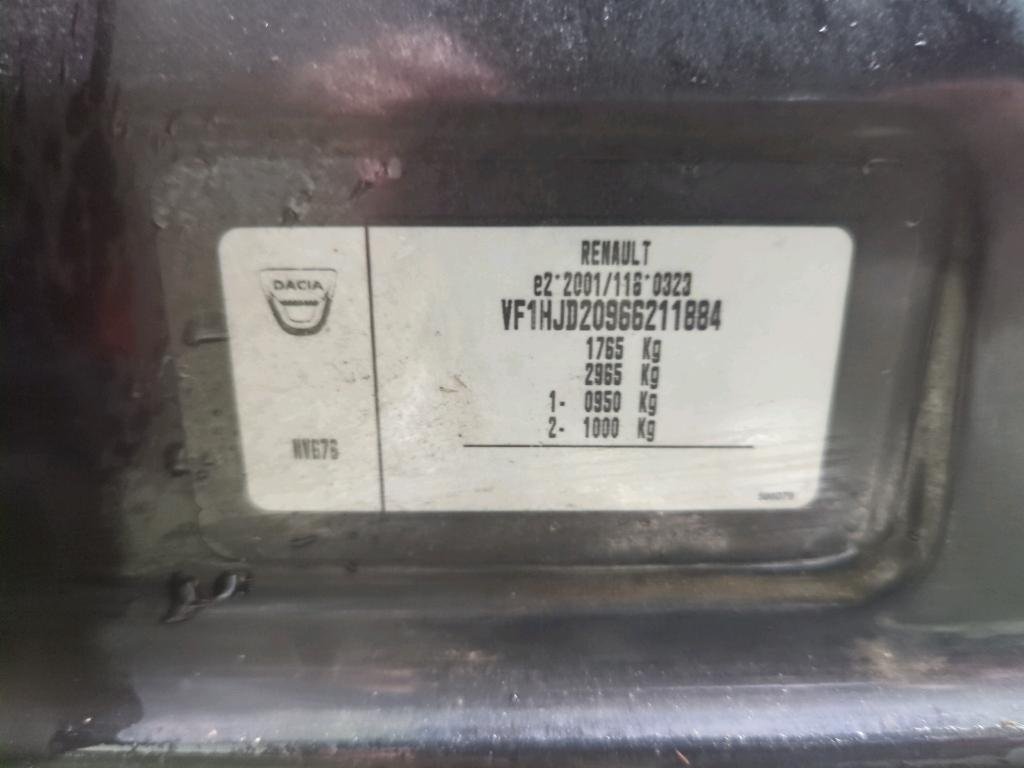 DACIA
NV676
RENAULT
e2*2001/116*0323
VF1HJD20966211884
1765 Kg
2965 Kg
1- 0950 Kg
2- 1000 Kg